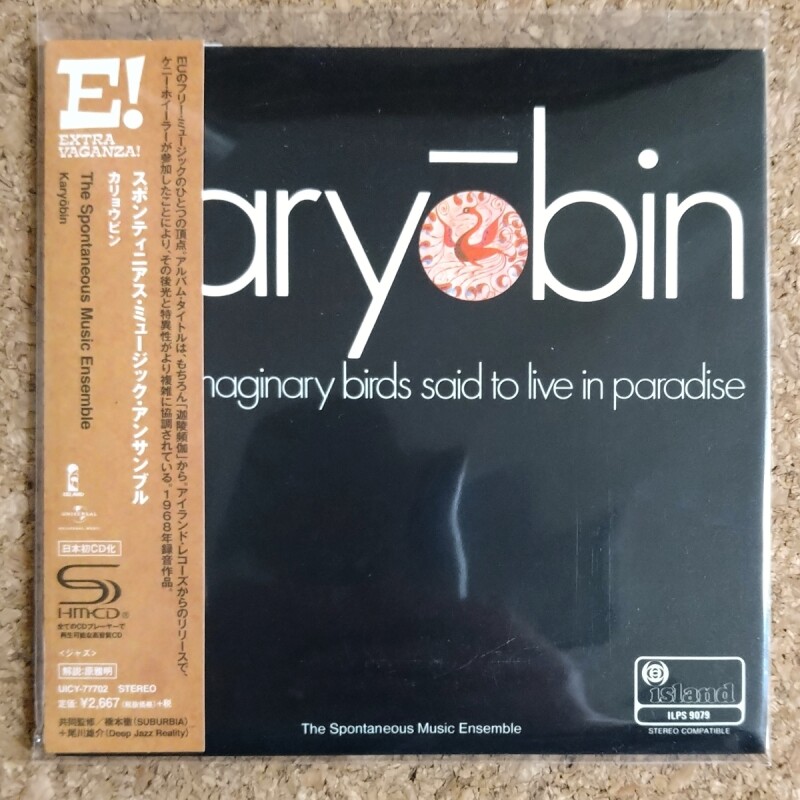 E!
EXTRA
VAGANZA!
EUのフリー・ミュージックのひとつの頂点。アルバム・タイトルは、もちろん「迦陵頻伽」から。アイランド・レコーズからのリリースで、
ケニー・ホイーラーが参加したことにより、その後光と特異性がより複雑に協調されている。1968年録音作品。
スポンティニアス・ミュージック・アンサンブル
カリョウビン
The Spontaneous Music Ensemble
Karyōbin
ISLAND
UNIVERSAL
日本初CD化
HM-CD
全てのCDプレーヤーで
再生可能な高音質CD
<ジャズ>
解説:原雅明
UICY-77702 STEREO
定価:¥2,667(税抜価格)+税
共同監修/橋本徹(SUBURBIA)
+尾川雄介(Deep Jazz Reality)
aryōbin
maginary birds said to live in paradise
The Spontaneous Music Ensemble
island
ILPS 9079
STEREO COMPATIBLE